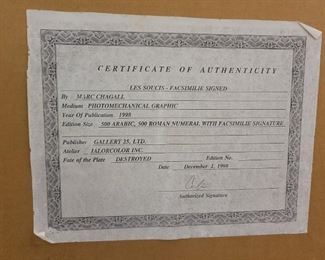 CERTIFICATE OF AUTHENTICITY
LES SOUCIS - FACSIMILIE SIGNED
By MARC CHAGALL
Medium PHOTOMECHANICAL GRAPHIC
Year Of Publication 1998
Edition Size 500 ARABIC, 500 ROMAN NUMERAL WITH FACSIMILIE SIGNATURE
Publisher GALLERY 25, LTD.
Atelier COLOR INC.
Fate of the Plate DESTROYED Edition No.
Date December 1, 1998
Authorized Signature